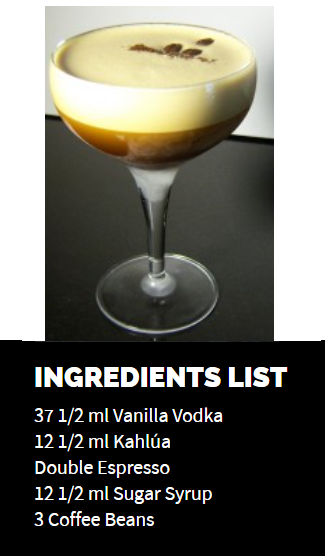 INGREDIENTS LIST
37 1/2 ml Vanilla Vodka
12 1/2 ml Kahlúa
Double Espresso
12 1/2 ml Sugar Syrup
3 Coffee Beans